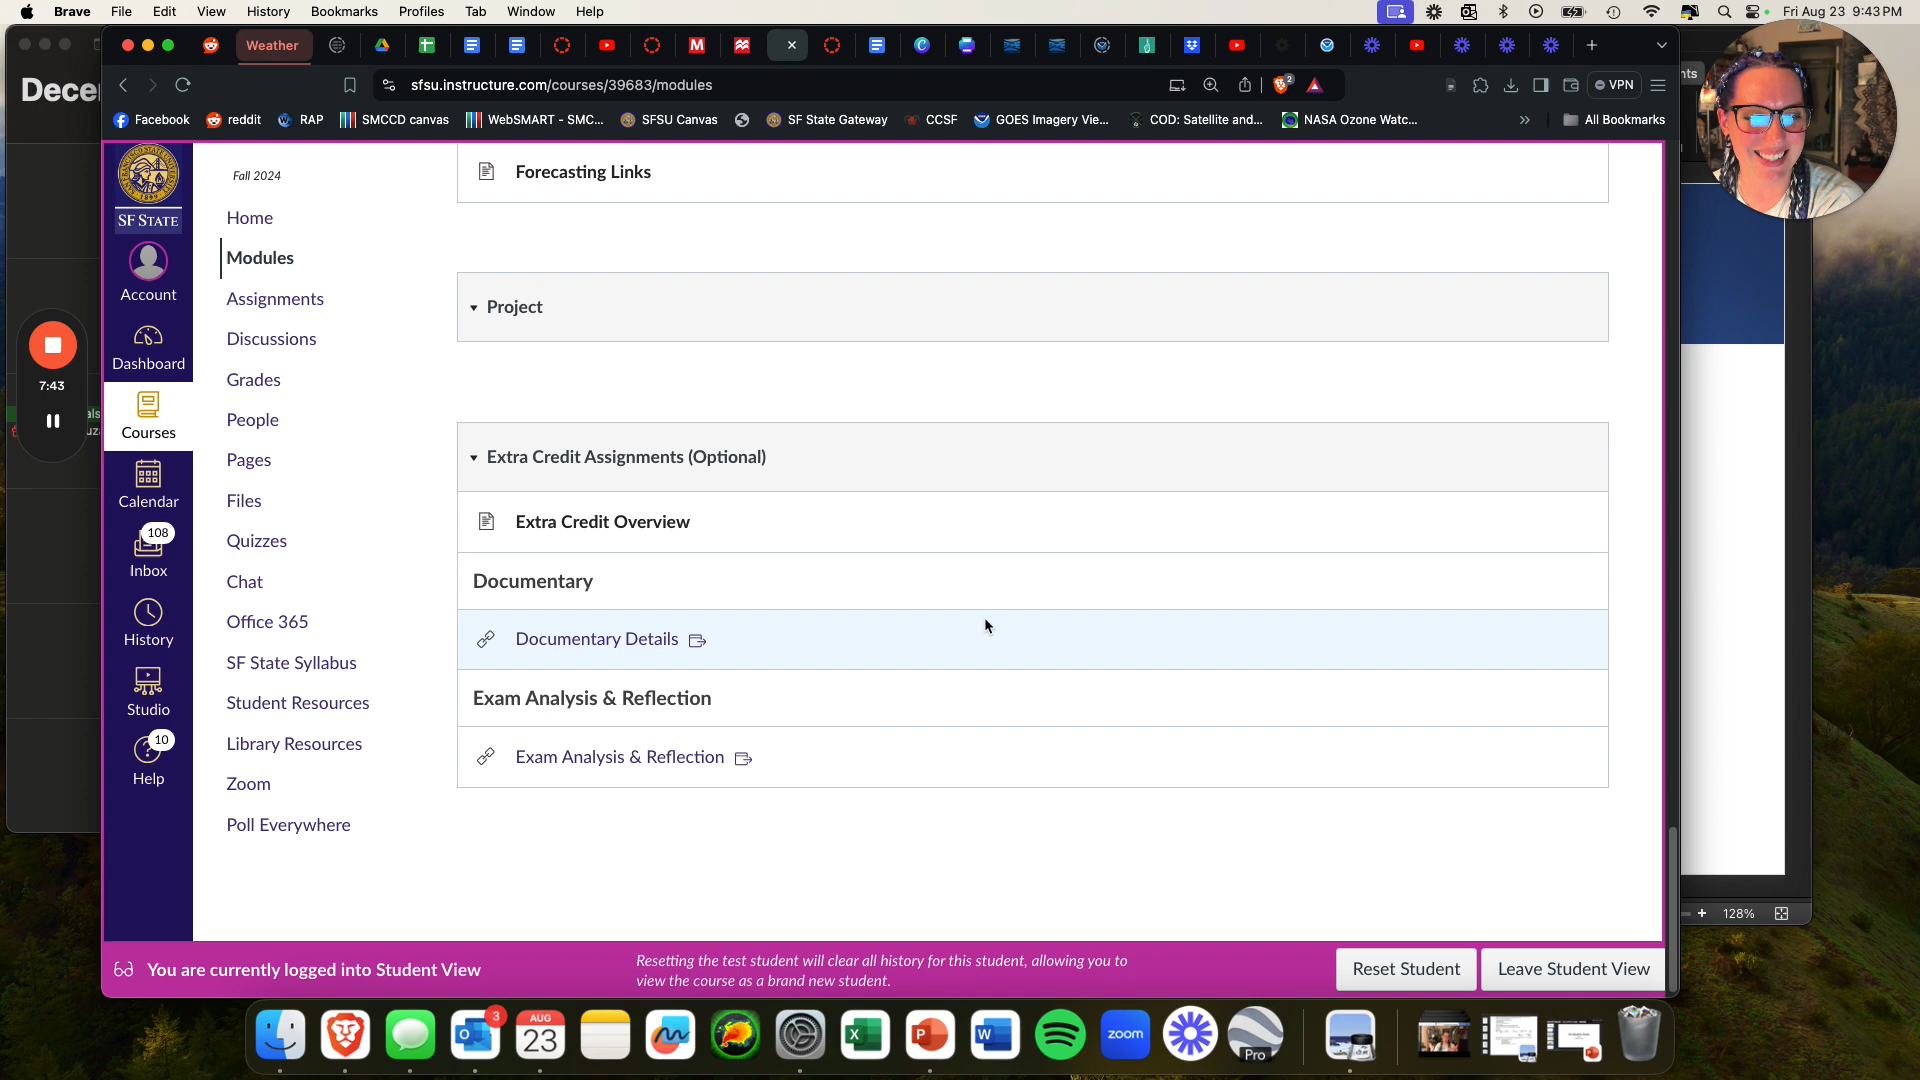 Brave File Edit View History Bookmarks Profiles Tab Window Help
Fri Aug 23 9:43 PM
Weather
2
sfsu.instructure.com/courses/39683/modules
VPN
Facebook reddit RAP SMCCD canvas WebSMART - SMC... SFSU Canvas SF State Gateway CCSF GOES Imagery Vie... COD: Satellite and... NASA Ozone Watc... » All Bookmarks
Decem
SF STATE
Account
Dashboard
Courses
Calendar
108
Inbox
History
Studio
10
Help
7:43
Fall 2024
Home
Modules
Assignments
Discussions
Grades
People
Pages
Files
Quizzes
Chat
Office 365
SF State Syllabus
Student Resources
Library Resources
Zoom
Poll Everywhere
Forecasting Links
Project
Extra Credit Assignments (Optional)
Extra Credit Overview
Documentary
Documentary Details
Exam Analysis & Reflection
Exam Analysis & Reflection
128%
You are currently logged into Student View
Resetting the test student will clear all history for this student, allowing you to
view the course as a brand new student.
Reset Student
Leave Student View
3
AUG
23
zoom
Pro